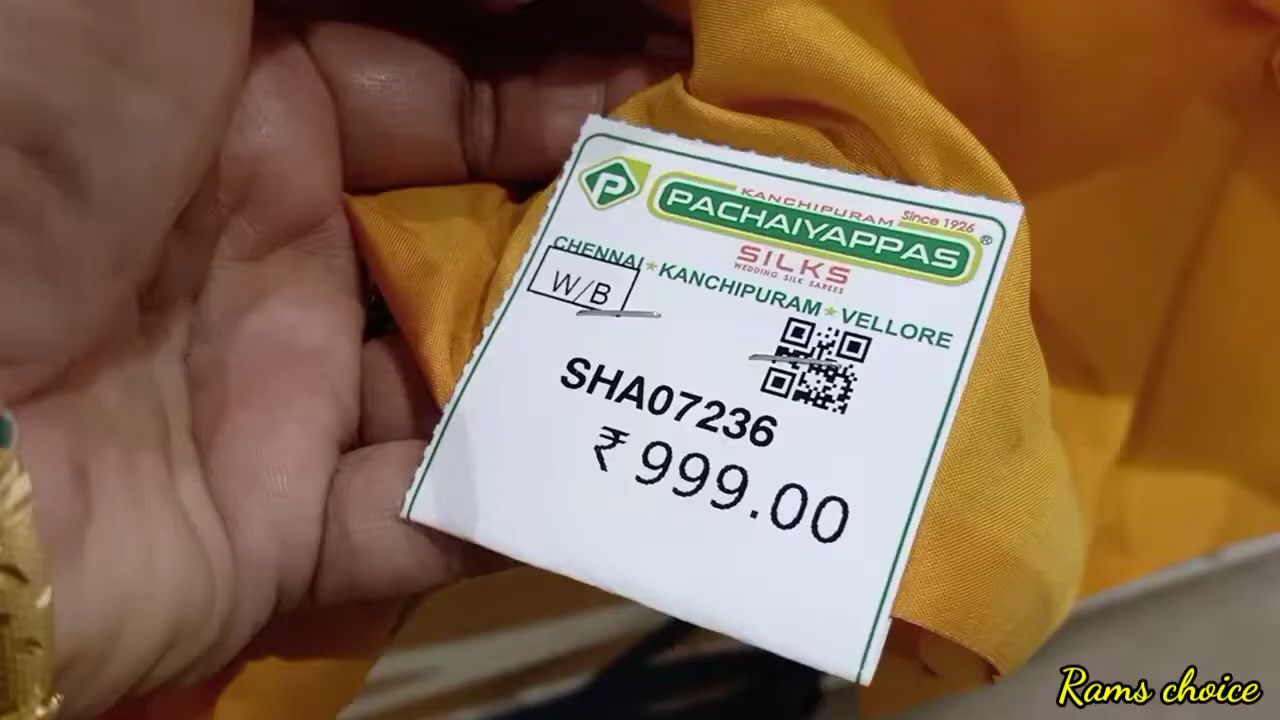 P
KANCHIPURAM
Since 1926
PACHAIYAPPAS®
SILKS
WEDDING SILK SAREES
CHENNAI★KANCHIPURAM★VELLORE
W/B
SHA07236
₹ 999.00
Rams choice